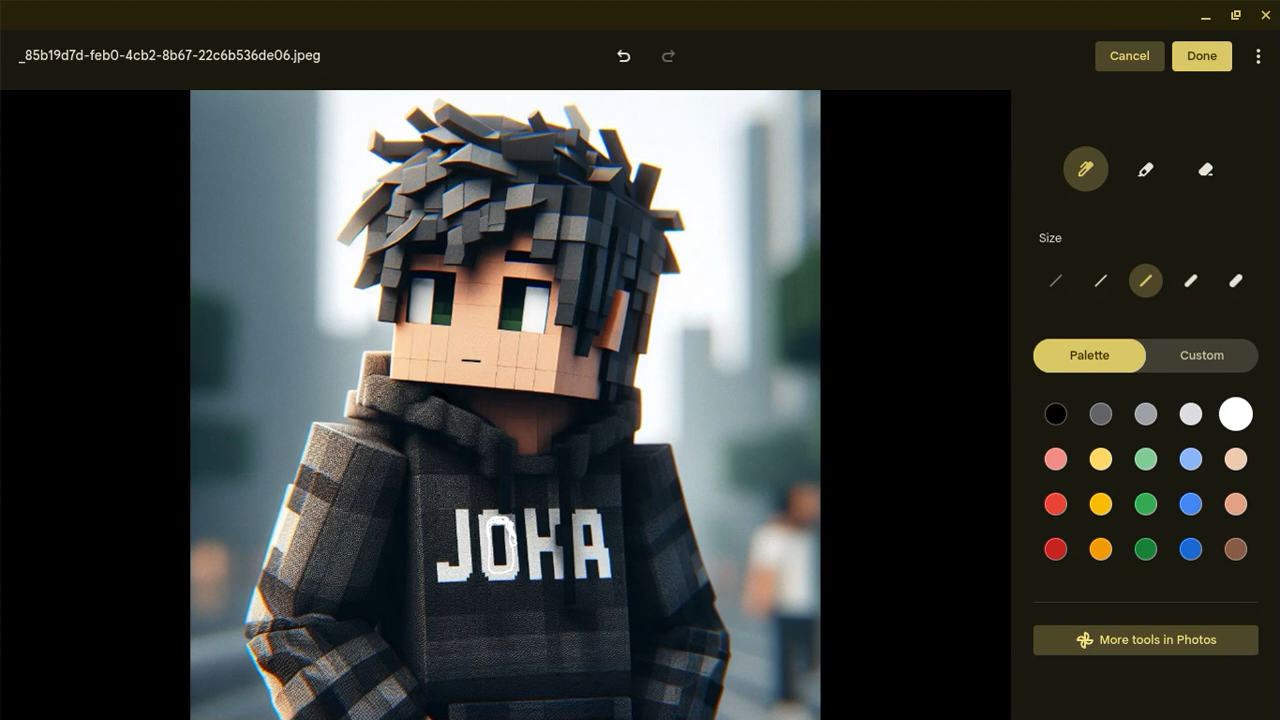 _85b19d7d-feb0-4cb2-8b67-22c6b536de06.jpeg
Cancel
Done
Size
Palette
Custom
JOKA
More tools in Photos